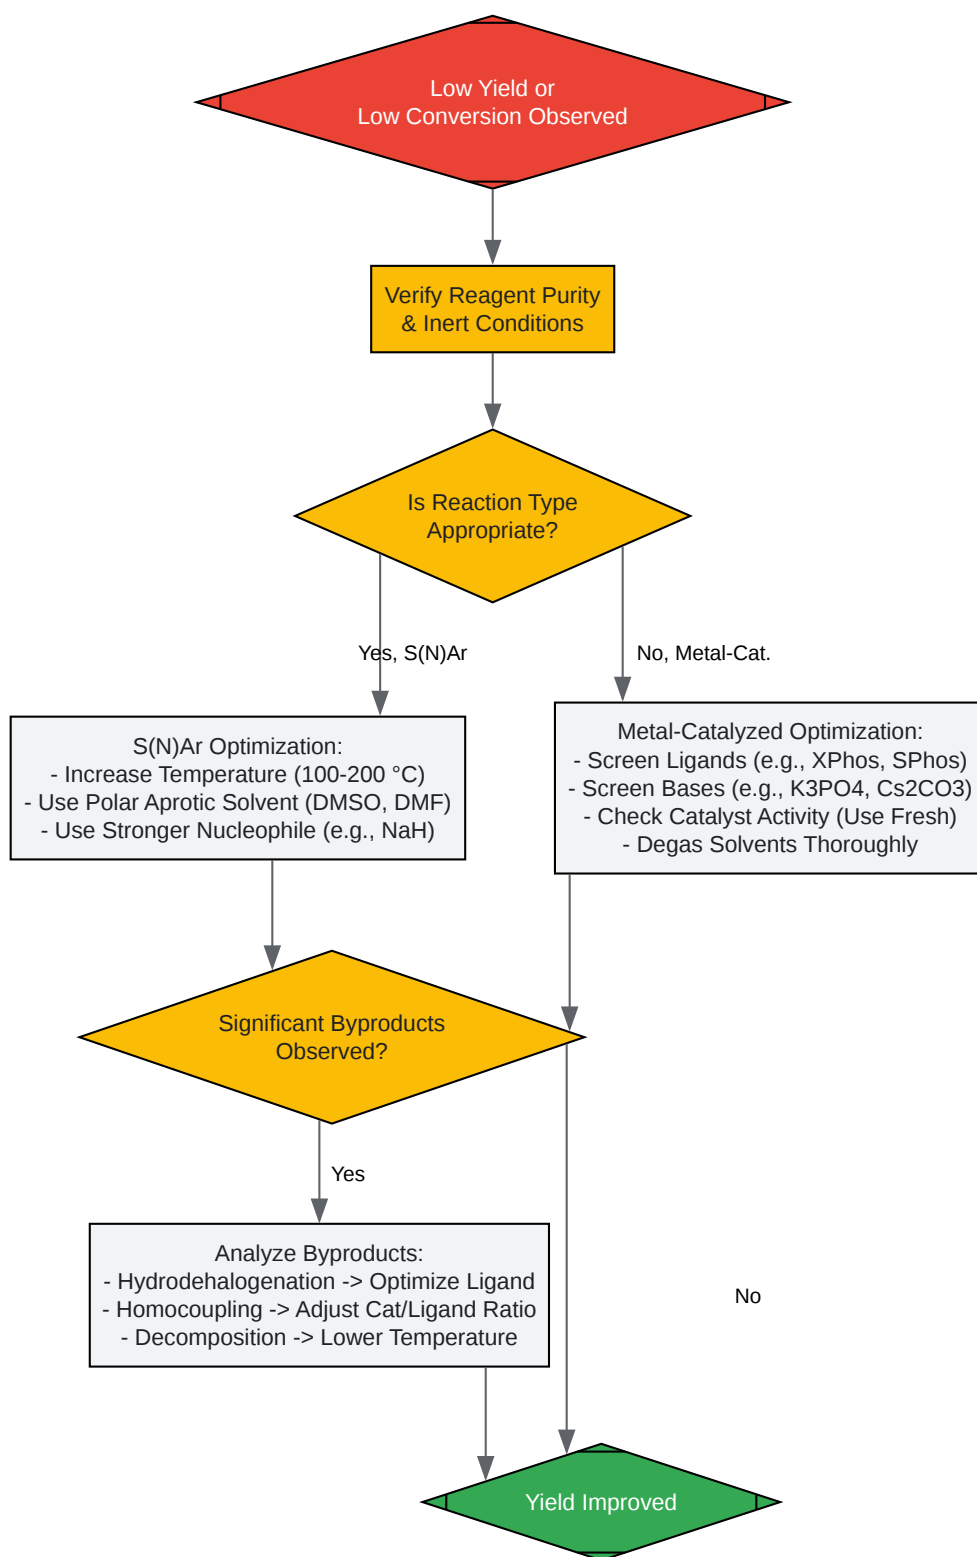 Low Yield or
Low Conversion Observed
Verify Reagent Purity
& Inert Conditions
Is Reaction Type
Appropriate?
Yes, S(N)Ar
No, Metal-Cat.
S(N)Ar Optimization:
- Increase Temperature (100-200 °C)
- Use Polar Aprotic Solvent (DMSO, DMF)
- Use Stronger Nucleophile (e.g., NaH)
Metal-Catalyzed Optimization:
- Screen Ligands (e.g., XPhos, SPhos)
- Screen Bases (e.g., K3PO4, Cs2CO3)
- Check Catalyst Activity (Use Fresh)
- Degas Solvents Thoroughly
Significant Byproducts
Observed?
Yes
Analyze Byproducts:
- Hydrodehalogenation -> Optimize Ligand
- Homocoupling -> Adjust Cat/Ligand Ratio
- Decomposition -> Lower Temperature
No
Yield Improved